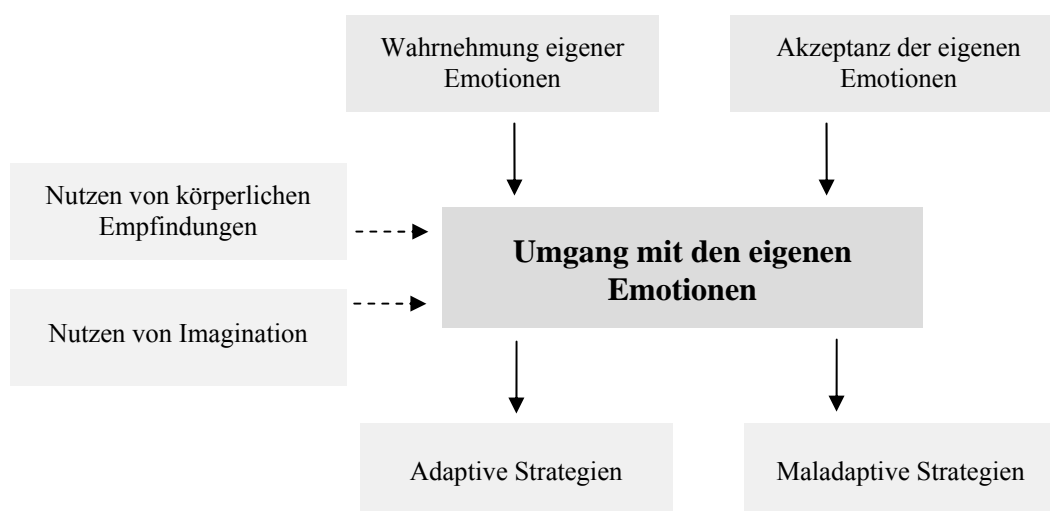 Wahrnehmung eigener
Emotionen
Akzeptanz der eigenen
Emotionen
Nutzen von körperlichen
Empfindungen
Umgang mit den eigenen
Emotionen
Nutzen von Imagination
Adaptive Strategien
Maladaptive Strategien